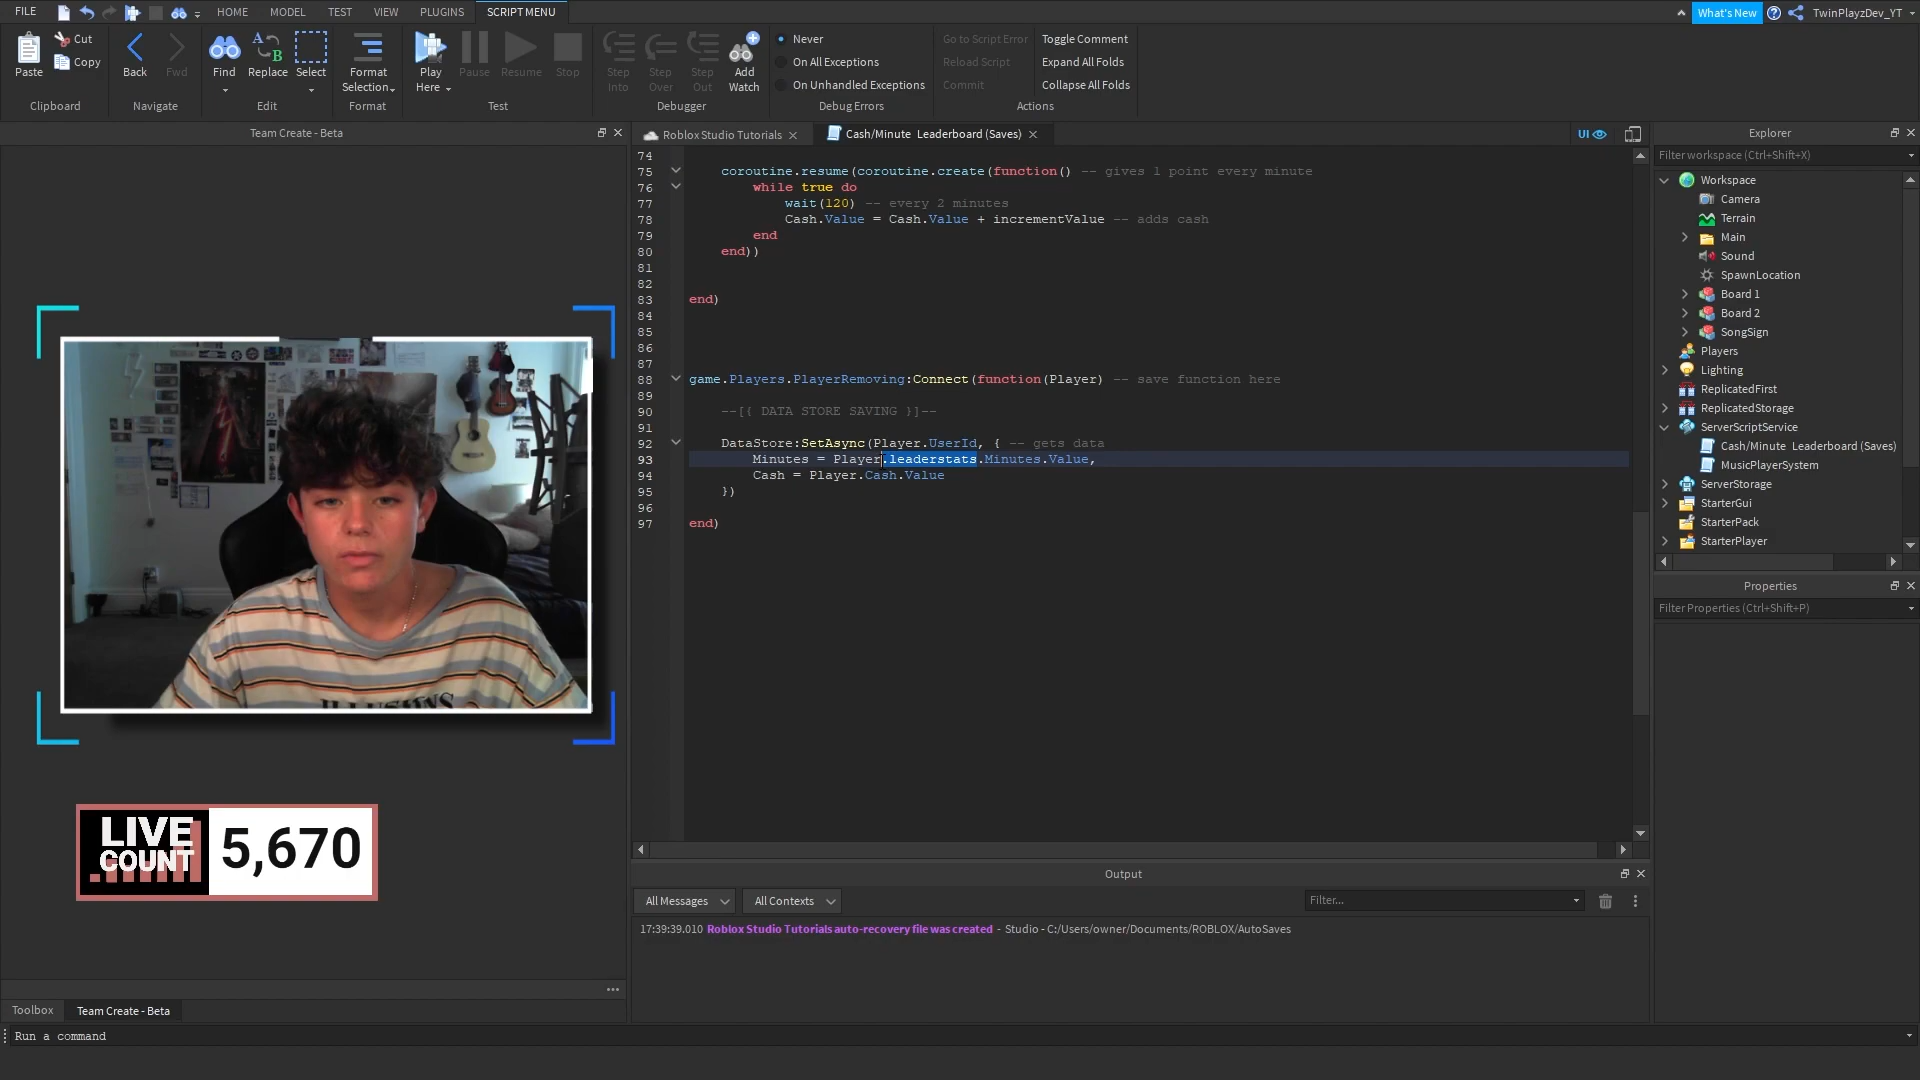 FILE
HOME
MODEL
TEST
VIEW
PLUGINS
SCRIPT MENU
What's New
TwinPlayzDev_YT
Paste
Cut
Copy
Clipboard
Back
Fwd
Navigate
Find
Replace
Select
Edit
Format
Selection
Format
Play
Here
Pause
Resume
Stop
Test
Step
Into
Step
Over
Step
Out
Add
Watch
Debugger
Never
On All Exceptions
On Unhandled Exceptions
Debug Errors
Go to Script Error
Reload Script
Commit
Toggle Comment
Expand All Folds
Collapse All Folds
Actions
Team Create - Beta
LIVE
COUNT
5,670
Toolbox
Team Create - Beta
Run a command
Roblox Studio Tutorials
Cash/Minute Leaderboard (Saves)
UI
74
75 coroutine.resume(coroutine.create(function() -- gives 1 point every minute
76 while true do
77 wait(120) -- every 2 minutes
78 Cash.Value = Cash.Value + incrementValue -- adds cash
79 end
80 end))
81
82
83 end)
84
85
86
87
88 game.Players.PlayerRemoving:Connect(function(Player) -- save function here
89
90 --[{ DATA STORE SAVING }]--
91
92 DataStore:SetAsync(Player.UserId, { -- gets data
93 Minutes = Player.leaderstats.Minutes.Value,
94 Cash = Player.Cash.Value
95 })
96
97 end)
Output
All Messages
All Contexts
Filter...
17:39:39.010 Roblox Studio Tutorials auto-recovery file was created - Studio - C:/Users/owner/Documents/ROBLOX/AutoSaves
Explorer
Filter workspace (Ctrl+Shift+X)
Workspace
Camera
Terrain
Main
Sound
SpawnLocation
Board 1
Board 2
SongSign
Players
Lighting
ReplicatedFirst
ReplicatedStorage
ServerScriptService
Cash/Minute Leaderboard (Saves)
MusicPlayerSystem
ServerStorage
StarterGui
StarterPack
StarterPlayer
Properties
Filter Properties (Ctrl+Shift+P)